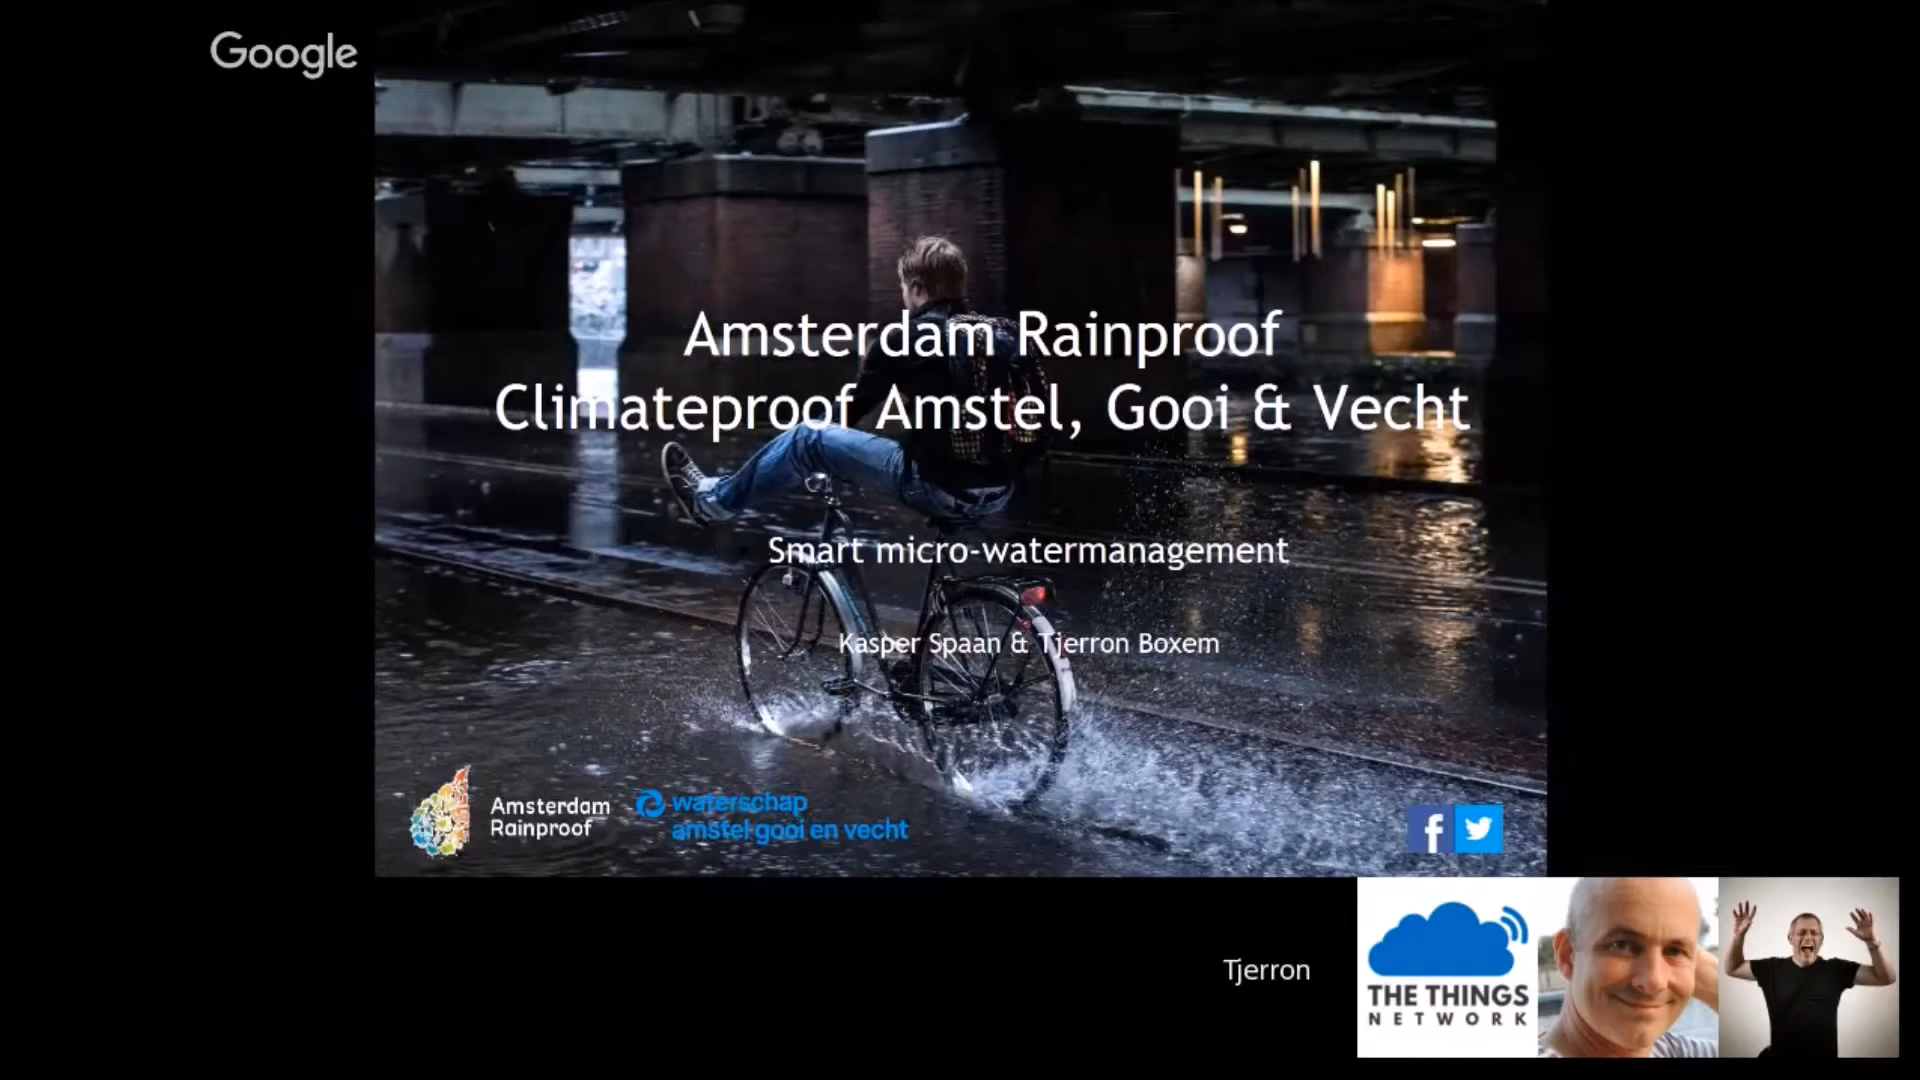 Google
Amsterdam Rainproof
Climateproof Amstel, Gooi & Vecht
Smart micro-watermanagement
Kasper Spaan & Tjerron Boxem
Amsterdam
Rainproof
waterschap
amstel gooi en vecht
Tjerron
THE THINGS
NETWORK